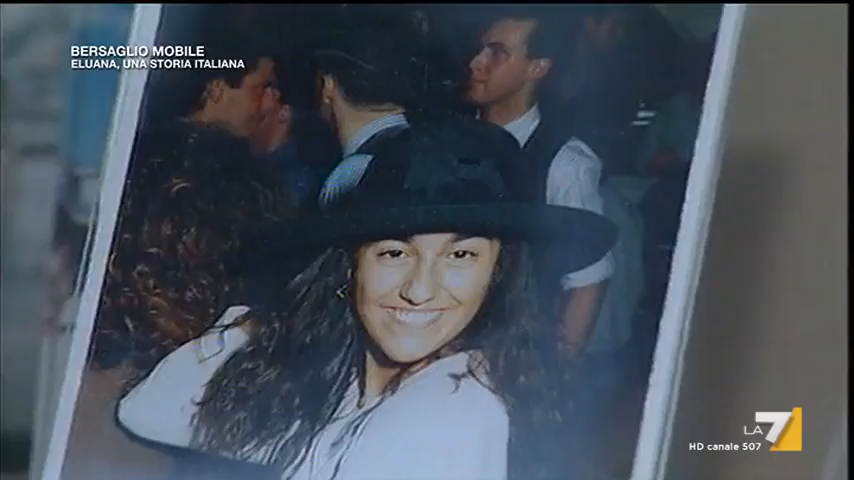 BERSAGLIO MOBILE
ELUANA, UNA STORIA ITALIANA
LA7
HD canale 507